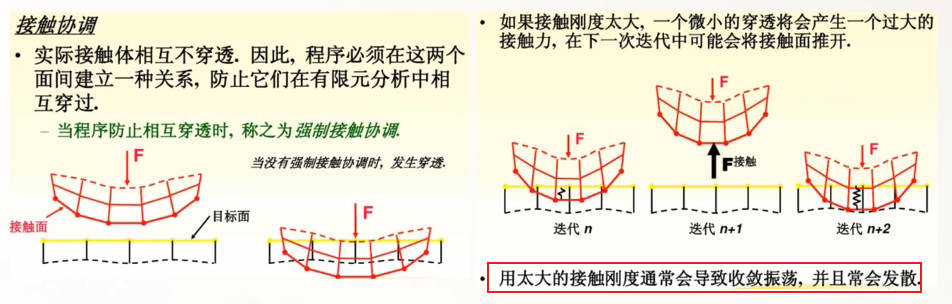 接触协调
• 实际接触体相互不穿透. 因此, 程序必须在这两个
面间建立一种关系, 防止它们在有限元分析中相
互穿过.
– 当程序防止相互穿透时, 称之为强制接触协调.
F
当没有强制接触协调时, 发生穿透.
接触面
目标面
F
• 如果接触刚度太大, 一个微小的穿透将会产生一个过大的
接触力, 在下一次迭代中可能会将接触面推开.
F
F
F接触
F
迭代 n
迭代 n+1
迭代 n+2
• 用太大的接触刚度通常会导致收敛振荡, 并且常会发散.